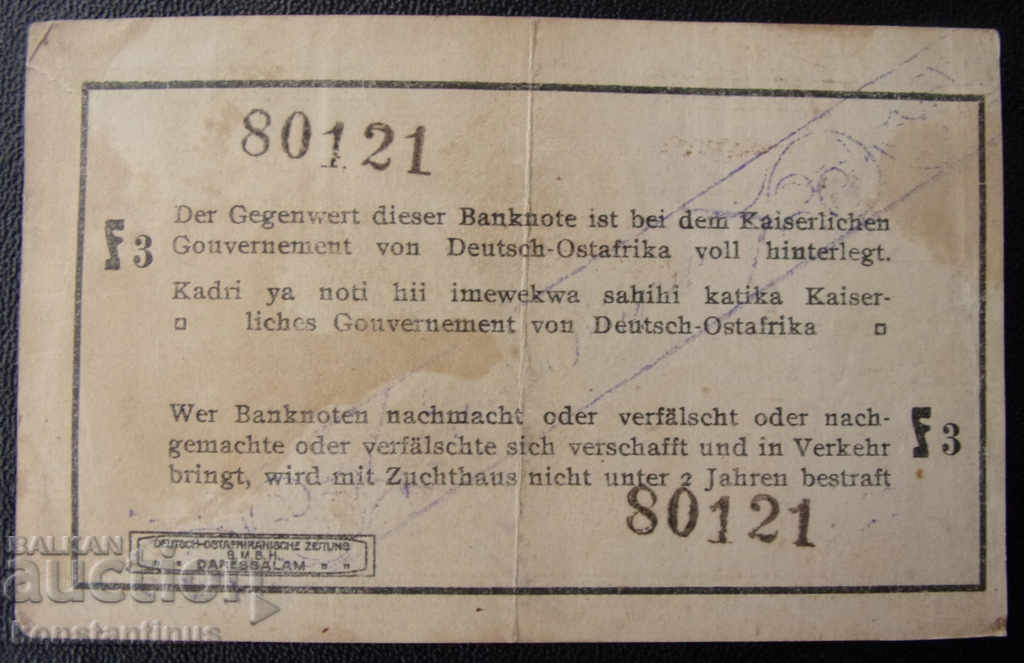 80121
Der Gegenwert dieser Banknote ist bei dem Kaiserlichen
F3 Gouvernement von Deutsch-Ostafrika voll hinterlegt.
Kadri ya noti hii imewekwa sahihi katika Kaiser-
liches Gouvernement von Deutsch-Ostafrika
Wer Banknoten nachmacht oder verfälscht oder nach-
gemachte oder verfälschte sich verschafft und in Verkehr F3
bringt, wird mit Zuchthaus nicht unter 2 Jahren bestraft
80121
DEUTSCH-OSTAFRIKANISCHE ZEITUNG
G.M.B.H.
" " DARESSALAM " "
BALKAN
auction
konstantinus